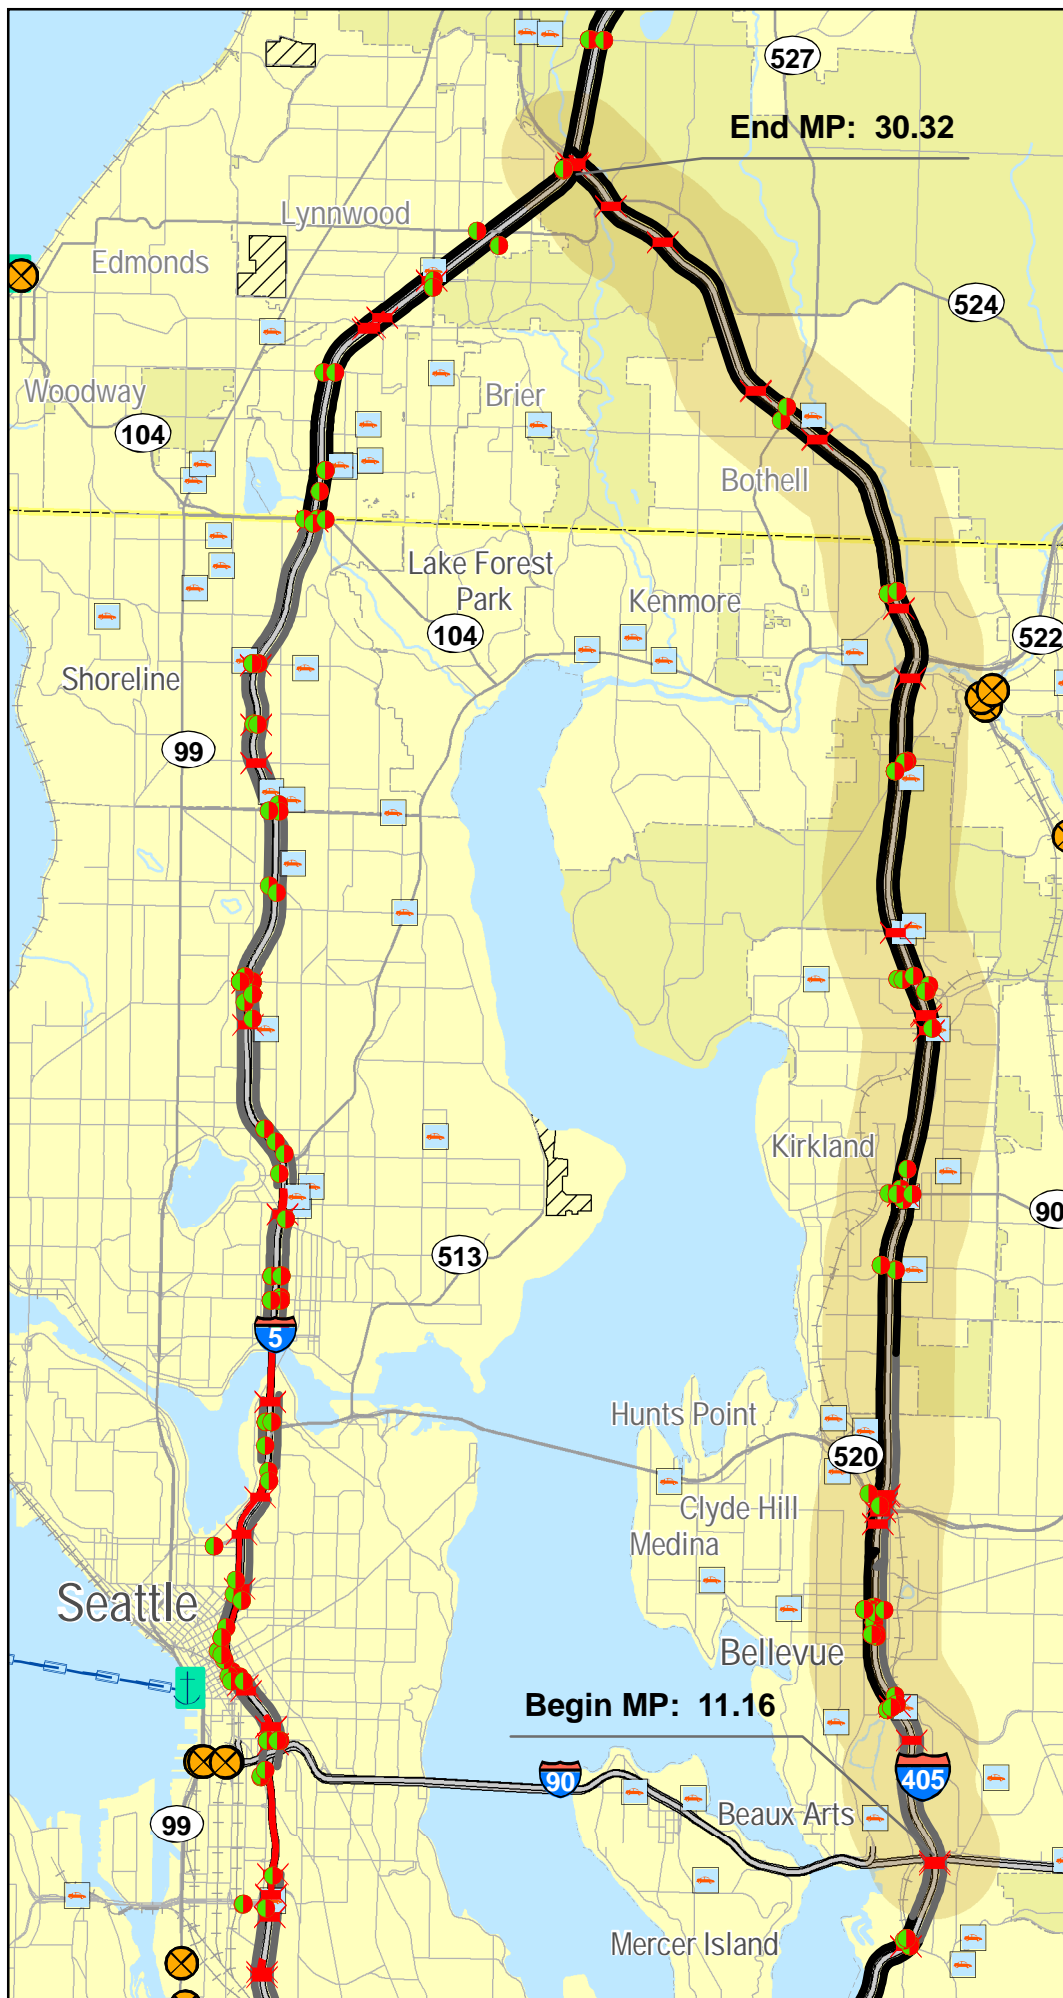 527
End MP: 30.32
Lynnwood
Edmonds
524
Woodway
Brier
104
Bothell
Lake Forest
Park
Kenmore
104
522
Shoreline
99
Kirkland
90
513
5
Hunts Point
520
Clyde Hill
Medina
Seattle
Bellevue
Begin MP: 11.16
90
405
Beaux Arts
99
Mercer Island